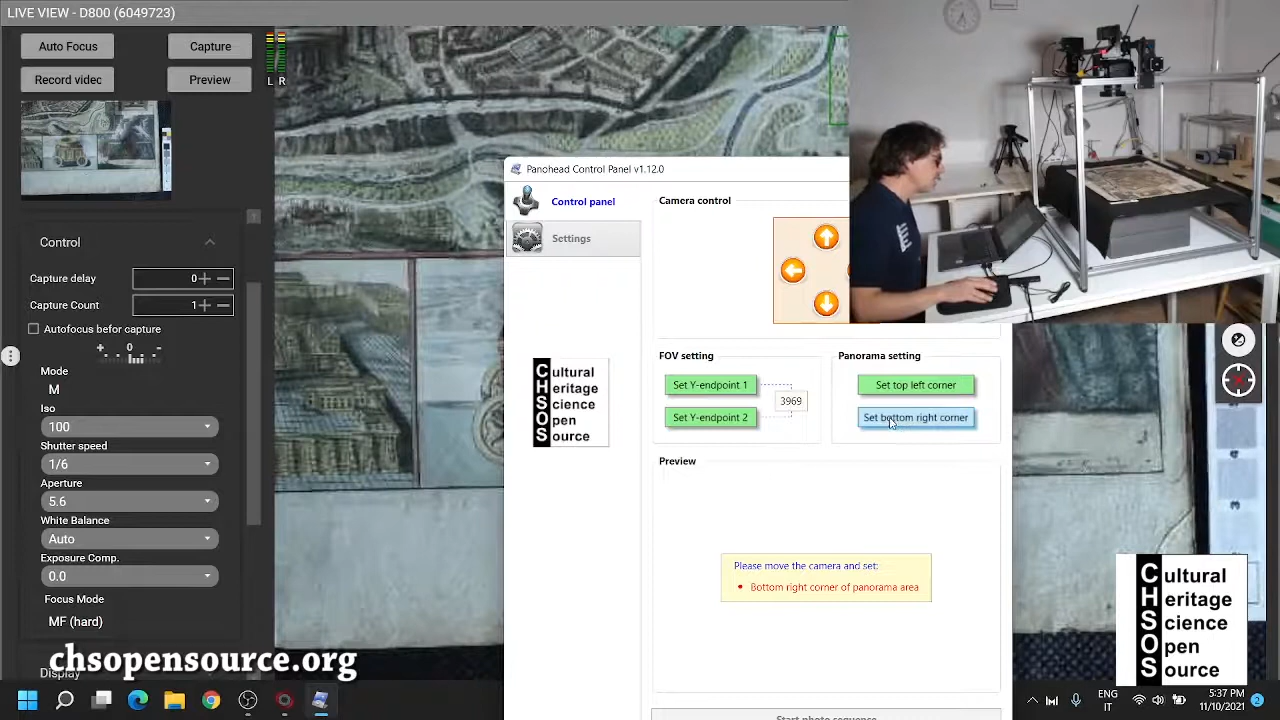 LIVE VIEW - D800 (6049723)
Auto Focus
Capture
Record video
Preview
L R
Control
Capture delay
0
Capture Count
1
Autofocus before capture
0
Mode
M
Iso
100
Shutter speed
1/6
Aperture
5.6
White Balance
Auto
Exposure Comp.
0.0
Focus Mode
MF (hard)
chsopensource.org
Panohead Control Panel v1.12.0
Control panel
Settings
Cultural
Heritage
Science
Open
Source
Camera control
FOV setting
Set Y-endpoint 1
3969
Set Y-endpoint 2
Panorama setting
Set top left corner
Set bottom right corner
Preview
Please move the camera and set:
• Bottom right corner of panorama area
Start photo sequence
Cultural
Heritage
Science
Open
Source
ENG
IT
5:37 PM
11/10/2022